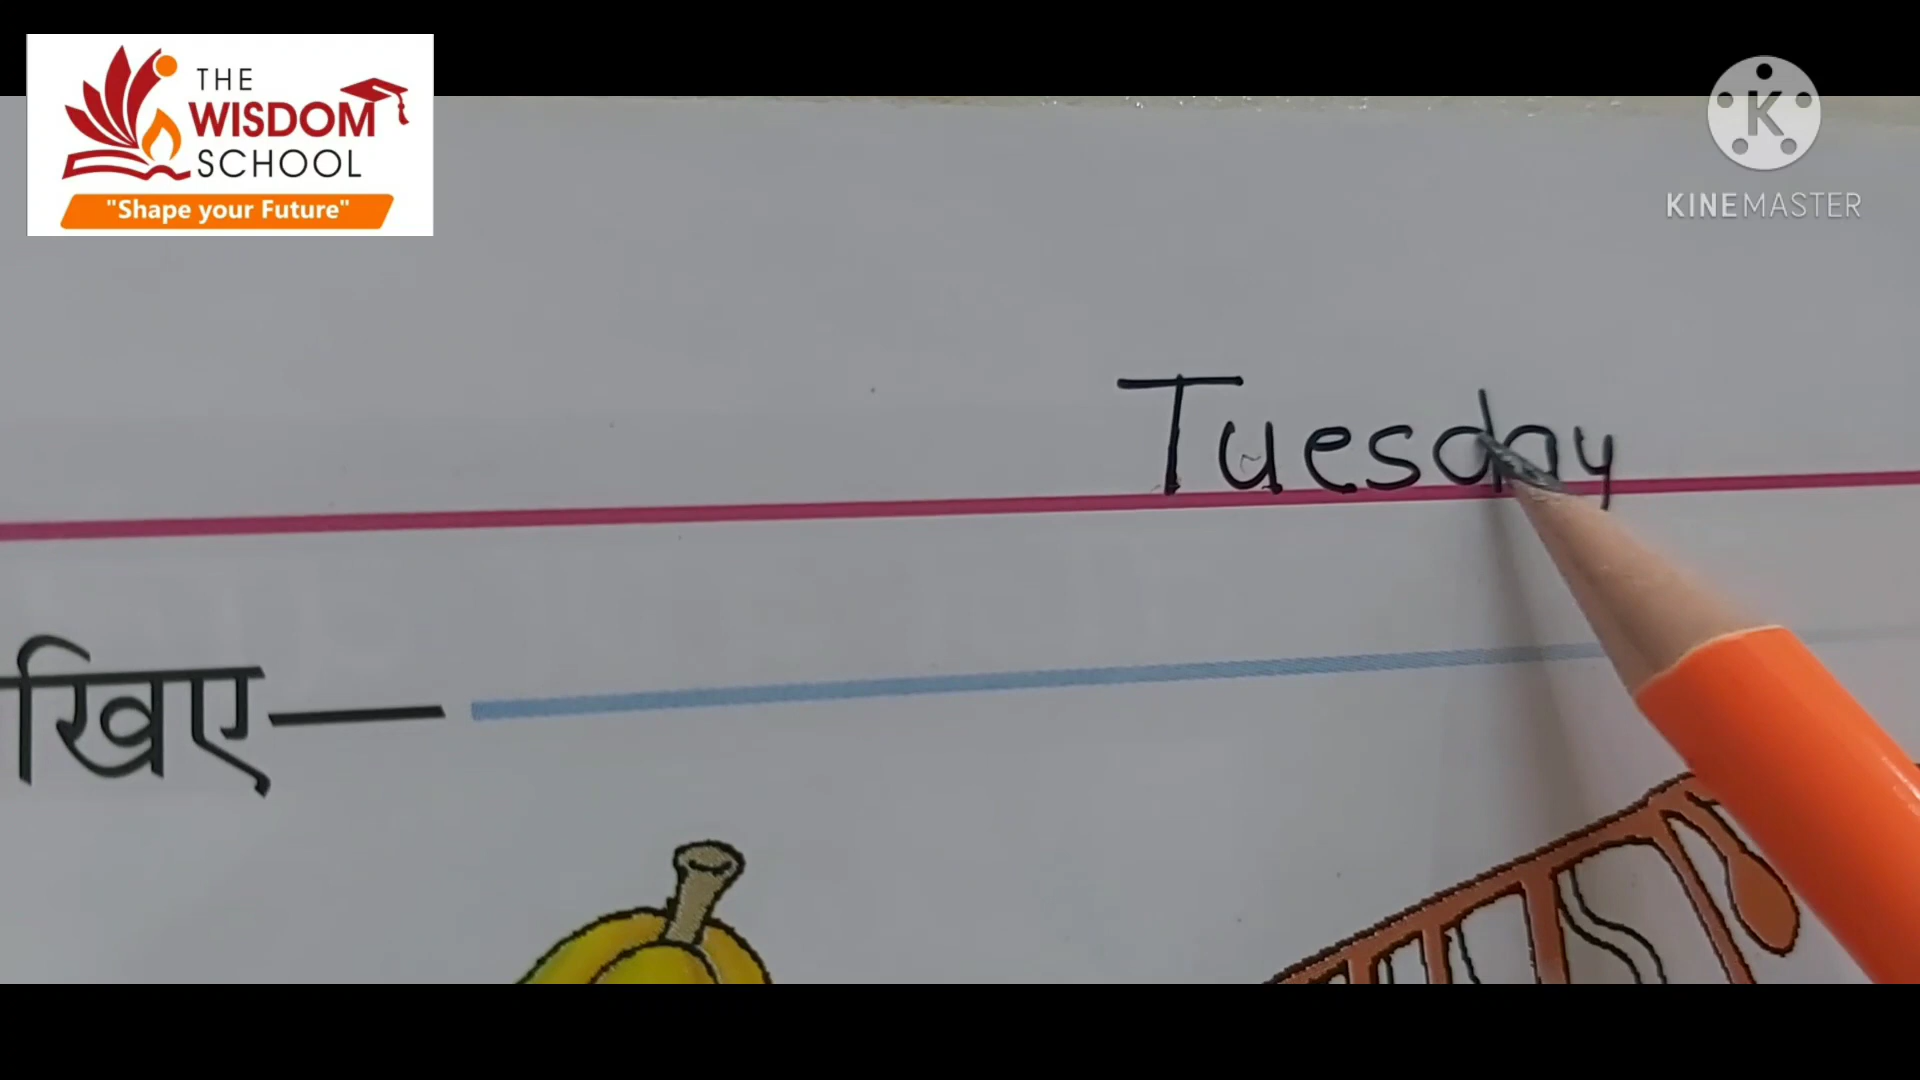 THE
WISDOM
SCHOOL
"Shape your Future"
K
KINEMASTER
Tuesday
खिए—